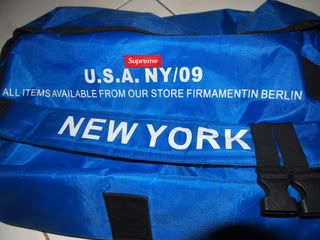 Supreme
U.S.A. NY/09
ALL ITEMS AVAILABLE FROM OUR STORE FIRMAMENTIN BERLIN
NEW YORK